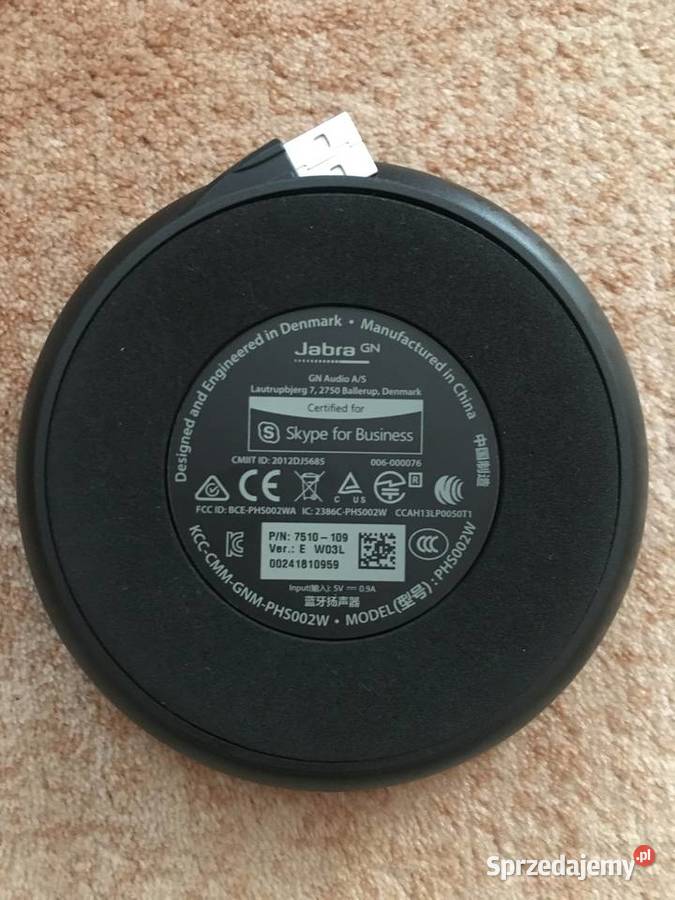 Designed and Engineered in Denmark • Manufactured in China 中国制造
Jabra GN
GN Audio A/S
Lautrupbjerg 7, 2750 Ballerup, Denmark
Certified for
S Skype for Business
CMIIT ID: 2012DJ5685 006-000076
CE C US R
FCC ID: BCE-PHS002WA IC: 2386C-PHS002W CCAH13LP0050T1
P/N: 7510-109
Ver.: E W03L
00241810959
CCC
Input(输入): 5V ⎓ 0.9A
蓝牙扬声器
KCC-CMM-GNM-PHS002W • MODEL(型号): PHS002W
Sprzedajemy.pl